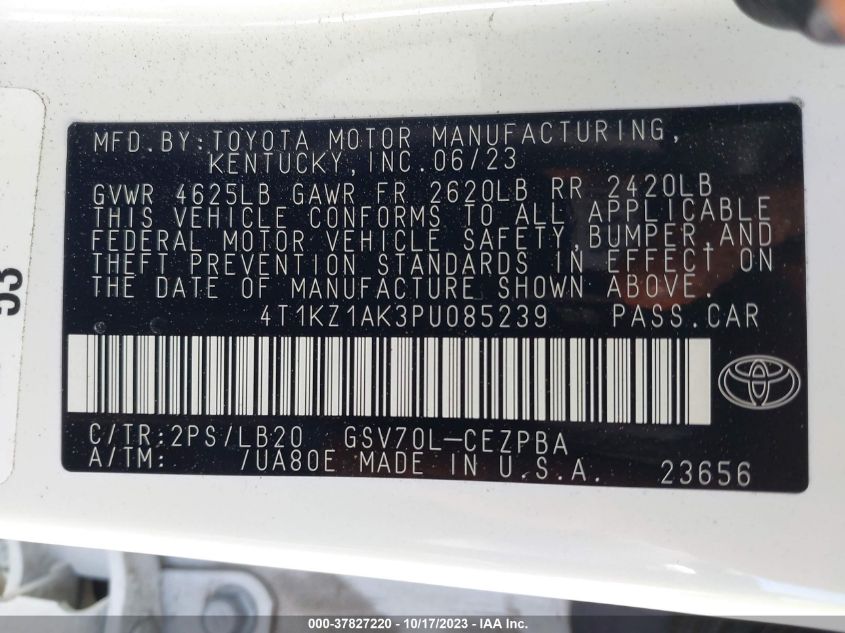 MFD. BY: TOYOTA MOTOR MANUFACTURING,
KENTUCKY, INC. 06/23
GVWR 4625LB GAWR FR 2620LB RR 2420LB
THIS VEHICLE CONFORMS TO ALL APPLICABLE
FEDERAL MOTOR VEHICLE SAFETY, BUMPER, AND
THEFT PREVENTION STANDARDS IN EFFECT ON
THE DATE OF MANUFACTURE SHOWN ABOVE.
4T1KZ1AK3PU085239 PASS. CAR
C/TR: 2PS/LB20 GSV70L-CEZPBA
A/TM: /UA80E MADE IN U.S.A. 23656
53
000-37827220 - 10/17/2023 - IAAI.COM